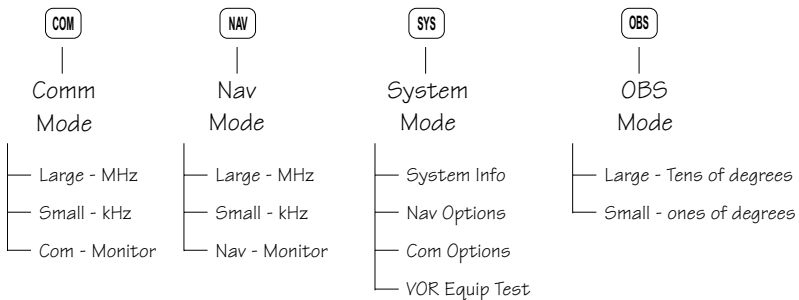 COM
NAV
SYS
OBS
Comm
Mode
Nav
Mode
System
Mode
OBS
Mode
Large - MHz
Small - kHz
Com - Monitor
Large - MHz
Small - kHz
Nav - Monitor
System Info
Nav Options
Com Options
VOR Equip Test
Large - Tens of degrees
Small - ones of degrees